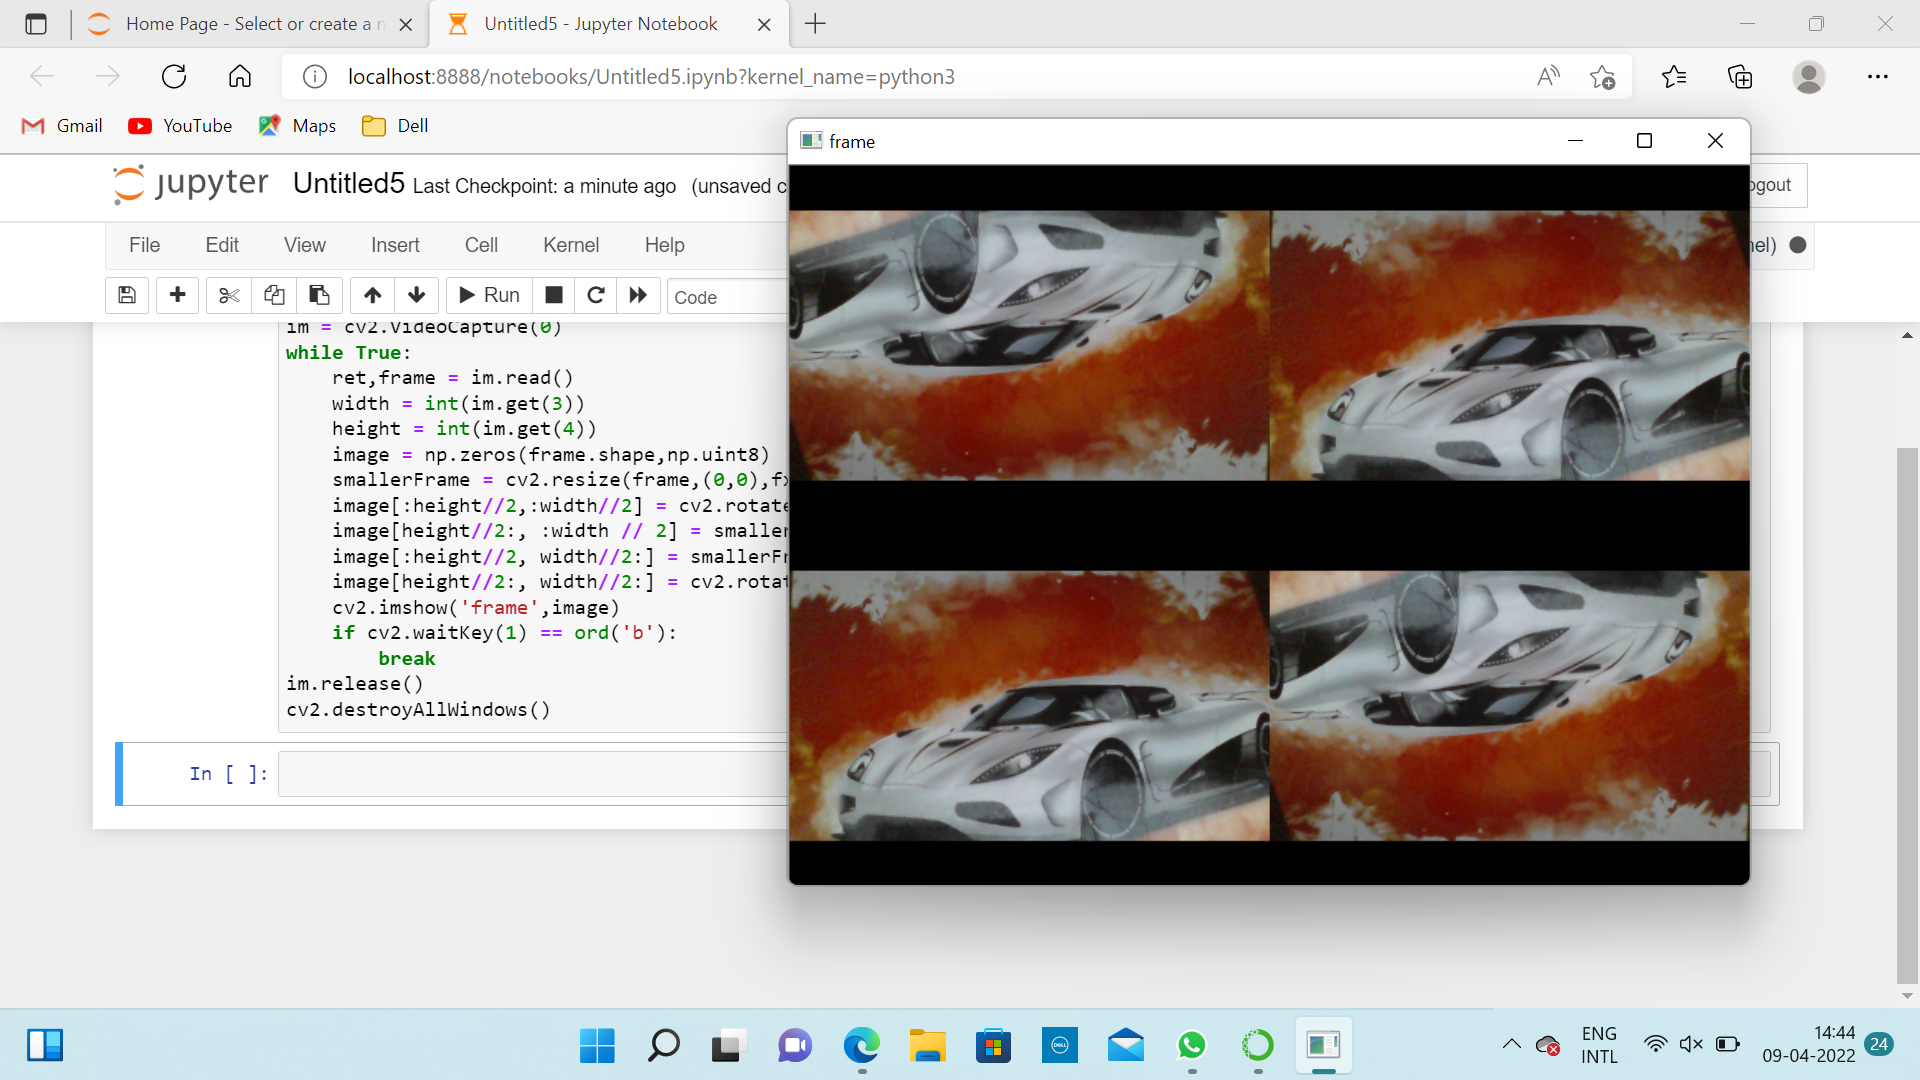 Home Page - Select or create a n
Untitled5 - Jupyter Notebook
localhost:8888/notebooks/Untitled5.ipynb?kernel_name=python3
Gmail YouTube Maps Dell
frame
jupyter Untitled5 Last Checkpoint: a minute ago (unsaved c
ogout
File Edit View Insert Cell Kernel Help
nel)
Run Code
im = cv2.VideoCapture(0)
while True:
    ret,frame = im.read()
    width = int(im.get(3))
    height = int(im.get(4))
    image = np.zeros(frame.shape,np.uint8)
    smallerFrame = cv2.resize(frame,(0,0),fx
    image[:height//2,:width//2] = cv2.rotate
    image[height//2:, :width // 2] = smaller
    image[:height//2, width//2:] = smallerFr
    image[height//2:, width//2:] = cv2.rotat
    cv2.imshow('frame',image)
    if cv2.waitKey(1) == ord('b'):
        break
im.release()
cv2.destroyAllWindows()
In [ ]:
DELL
ENG
INTL
14:44
09-04-2022
24